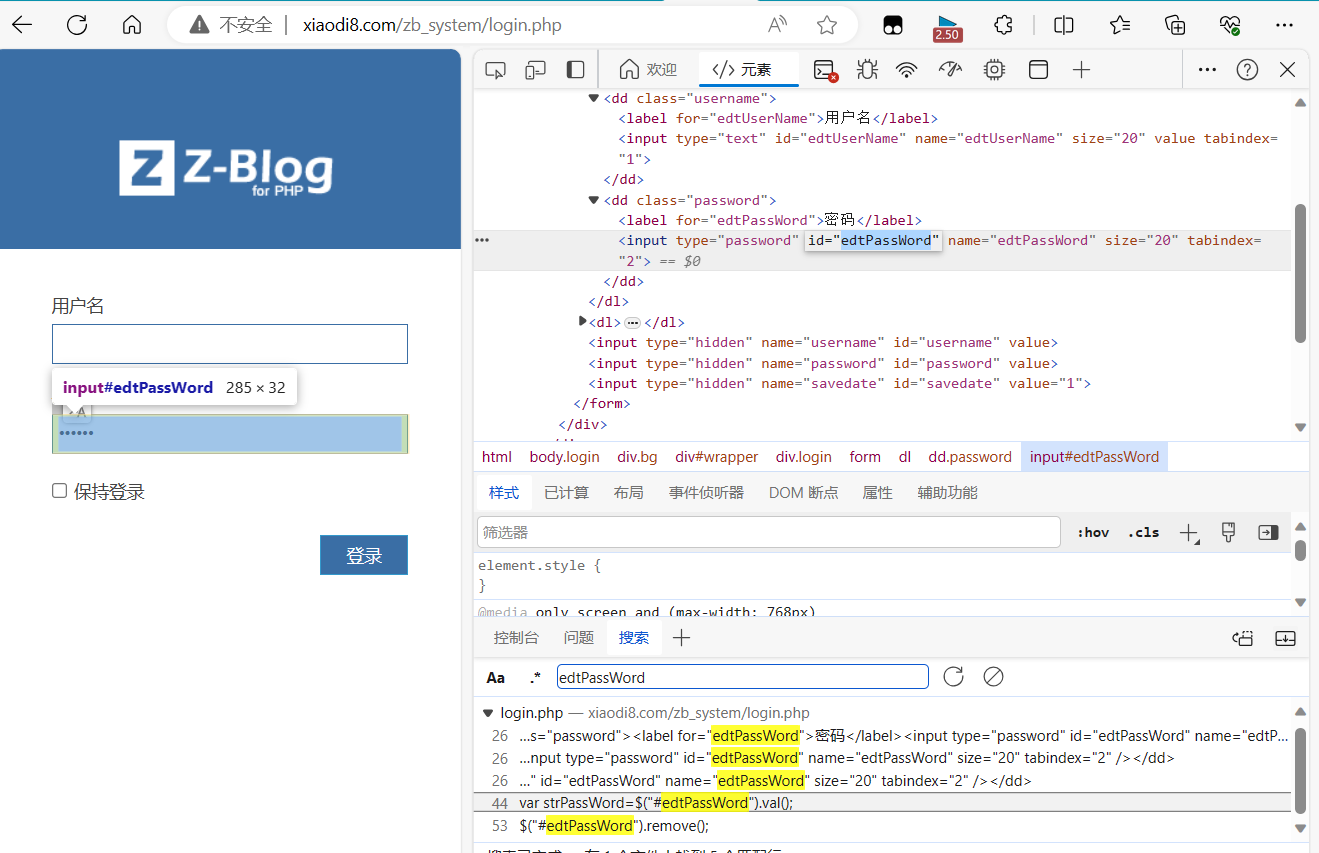 不安全 xiaodi8.com/zb_system/login.php
2.50
Z-Blog
for PHP
用户名
input#edtPassWord 285 × 32
••••••
保持登录
登录
欢迎 </> 元素
<dd class="username">
<label for="edtUserName">用户名</label>
<input type="text" id="edtUserName" name="edtUserName" size="20" value tabindex=
"1">
</dd>
<dd class="password">
<label for="edtPassWord">密码</label>
<input type="password" id="edtPassWord" name="edtPassWord" size="20" tabindex=
"2"> == $0
</dd>
</dl>
<dl>…</dl>
<input type="hidden" name="username" id="username" value>
<input type="hidden" name="password" id="password" value>
<input type="hidden" name="savedate" id="savedate" value="1">
</form>
</div>
html body.login div.bg div#wrapper div.login form dl dd.password input#edtPassWord
样式 已计算 布局 事件侦听器 DOM 断点 属性 辅助功能
筛选器 :hov .cls
element.style {
}
@media only screen and (max-width: 768px)
控制台 问题 搜索
Aa .* edtPassWord
login.php — xiaodi8.com/zb_system/login.php
26 …s="password"><label for="edtPassWord">密码</label><input type="password" id="edtPassWord" name="edtP…
26 …nput type="password" id="edtPassWord" name="edtPassWord" size="20" tabindex="2" /></dd>
26 …" id="edtPassWord" name="edtPassWord" size="20" tabindex="2" /></dd>
44 var strPassWord=$("#edtPassWord").val();
53 $("#edtPassWord").remove();